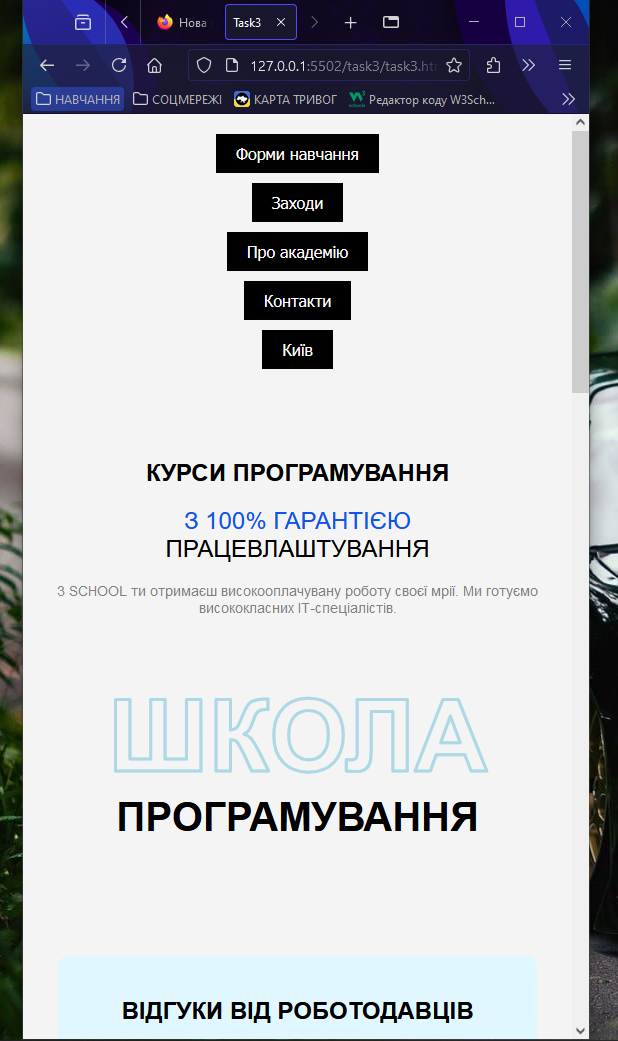 Нова
Task3
127.0.0.1:5502/task3/task3.ht
НАВЧАННЯ
СОЦМЕРЕЖІ
КАРТА ТРИВОГ
Редактор коду W3Sch...
Форми навчання
Заходи
Про академію
Контакти
Київ
КУРСИ ПРОГРАМУВАННЯ
З 100% ГАРАНТІЄЮ
ПРАЦЕВЛАШТУВАННЯ
З SCHOOL ти отримаєш високооплачувану роботу своєї мрії. Ми готуємо
висококласних IT-спеціалістів.
ШКОЛА
ПРОГРАМУВАННЯ
ВІДГУКИ ВІД РОБОТОДАВЦІВ